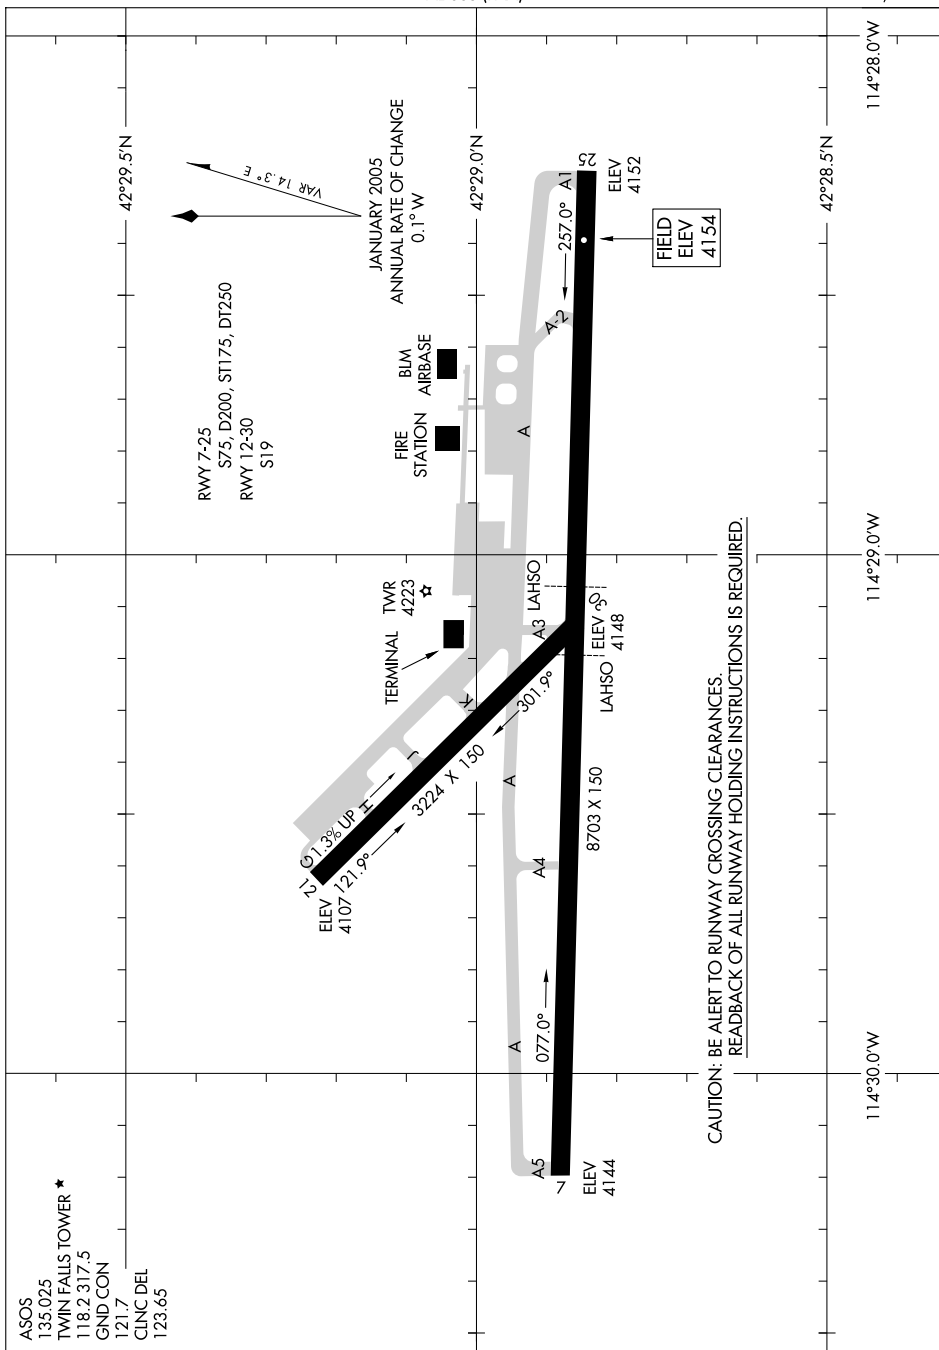 ASOS
135.025
TWIN FALLS TOWER ★
118.2 317.5
GND CON
121.7
CLNC DEL
123.65
RWY 7-25
S75, D200, ST175, DT250
RWY 12-30
S19
VAR 14.3° E
JANUARY 2005
ANNUAL RATE OF CHANGE
0.1° W
42°29.5'N
42°29.0'N
42°28.5'N
114°28.0'W
114°29.0'W
114°30.0'W
BLM
AIRBASE
FIRE
STATION
TWR
4223
TERMINAL
12
ELEV
4107
G
1.3% UP
H
J
K
121.9°
3224 X 150
301.9°
A5
A
077.0°
7
ELEV
4144
A4
A
8703 X 150
A3
LAHSO
LAHSO
30
ELEV
4148
A
A-2
257.0°
A1
25
ELEV
4152
FIELD
ELEV
4154
CAUTION: BE ALERT TO RUNWAY CROSSING CLEARANCES.
READBACK OF ALL RUNWAY HOLDING INSTRUCTIONS IS REQUIRED.